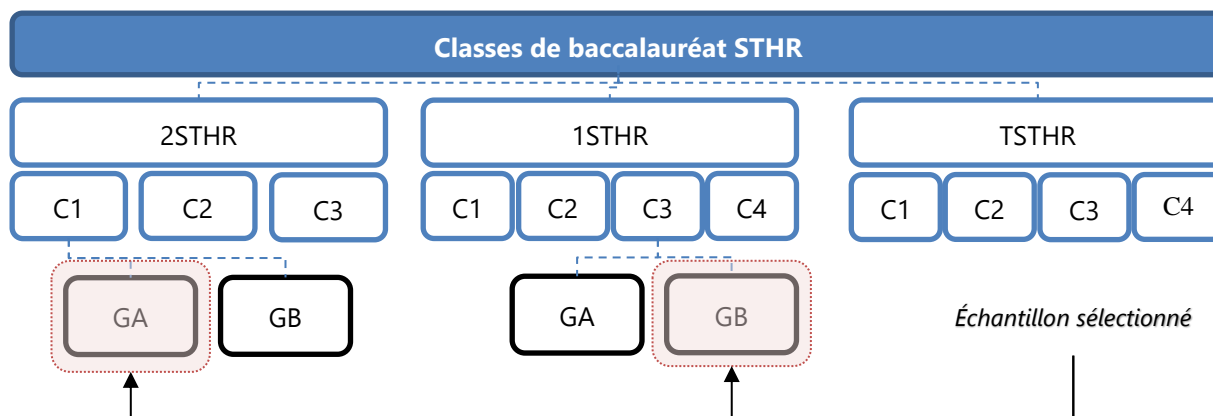 Classes de baccalauréat STHR
2STHR 1STHR TSTHR
C1 C2 C3 C1 C2 C3 C4 C1 C2 C3 C4
GA GB GA GB Échantillon sélectionné